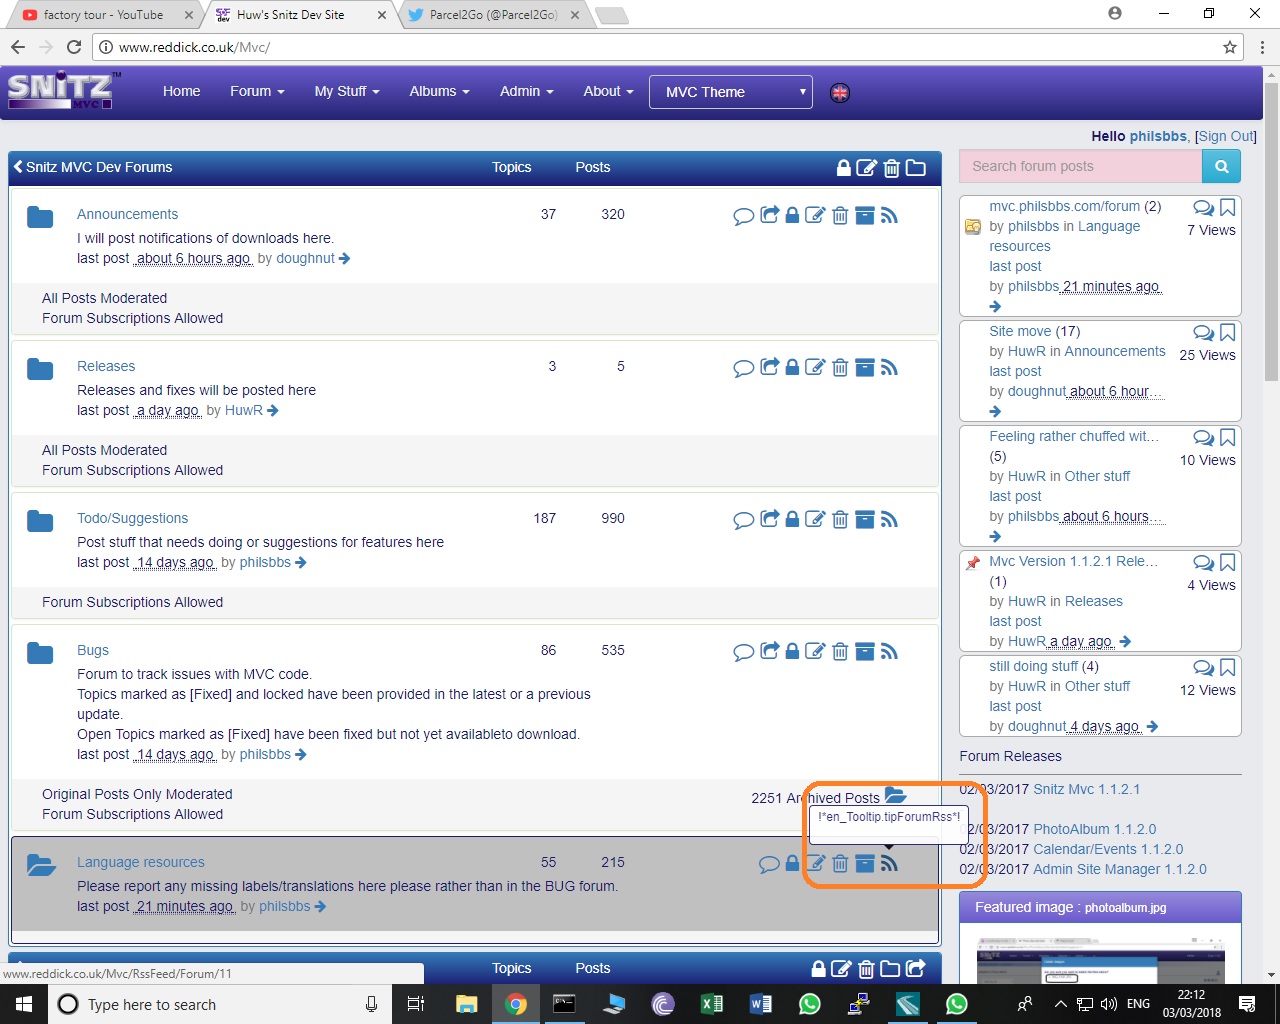 factory tour - YouTube
Huw's Snitz Dev Site
Parcel2Go (@Parcel2Go)
www.reddick.co.uk/Mvc/
SNiTZ™
MVC
Home Forum My Stuff Albums Admin About MVC Theme
Hello philsbbs, [Sign Out]
Snitz MVC Dev Forums Topics Posts
Announcements 37 320
I will post notifications of downloads here.
last post about 6 hours ago by doughnut
All Posts Moderated
Forum Subscriptions Allowed
Releases 3 5
Releases and fixes will be posted here
last post a day ago by HuwR
All Posts Moderated
Forum Subscriptions Allowed
Todo/Suggestions 187 990
Post stuff that needs doing or suggestions for features here
last post 14 days ago by philsbbs
Forum Subscriptions Allowed
Bugs 86 535
Forum to track issues with MVC code.
Topics marked as [Fixed] and locked have been provided in the latest or a previous
update.
Open Topics marked as [Fixed] have been fixed but not yet availableto download.
last post 14 days ago by philsbbs
Original Posts Only Moderated
2251 Archived Posts
Forum Subscriptions Allowed
!*en_Tooltip.tipForumRss*!
Language resources 55 215
Please report any missing labels/translations here please rather than in the BUG forum.
last post 21 minutes ago by philsbbs
Topics Posts
Search forum posts
mvc.philsbbs.com/forum (2)
7 Views
by philsbbs in Language
resources
last post
by philsbbs 21 minutes ago
Site move (17)
25 Views
by HuwR in Announcements
last post
by doughnut about 6 hour...
Feeling rather chuffed wit...
(5)
10 Views
by HuwR in Other stuff
last post
by philsbbs about 6 hours...
Mvc Version 1.1.2.1 Rele...
(1)
4 Views
by HuwR in Releases
last post
by HuwR a day ago
still doing stuff (4)
12 Views
by HuwR in Other stuff
last post
by doughnut 4 days ago
Forum Releases
02/03/2017 Snitz Mvc 1.1.2.1
02/03/2017 PhotoAlbum 1.1.2.0
02/03/2017 Calendar/Events 1.1.2.0
02/03/2017 Admin Site Manager 1.1.2.0
Featured image : photoalbum.jpg
www.reddick.co.uk/Mvc/RssFeed/Forum/11
Type here to search
ENG
22:12
03/03/2018